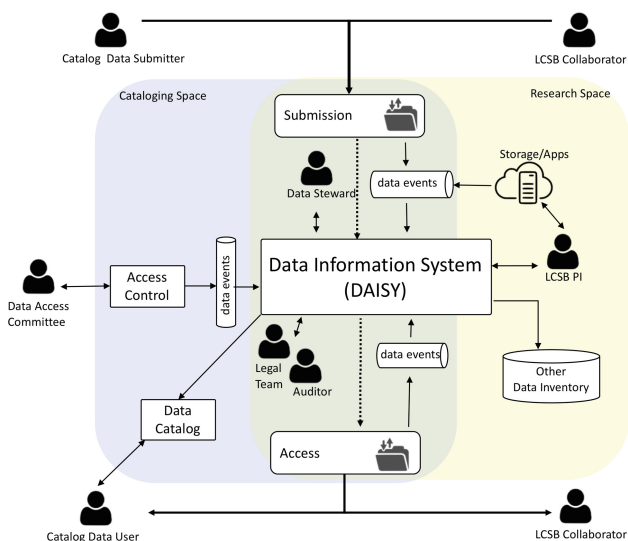 Catalog Data Submitter
LCSB Collaborator
Cataloging Space
Research Space
Submission
Storage/Apps
data events
Data Steward
Data Information System
(DAISY)
LCSB PI
Access
Control
data events
Data Access
Committee
Legal
Team
Auditor
data events
Other
Data Inventory
Data
Catalog
Access
Catalog Data User
LCSB Collaborator